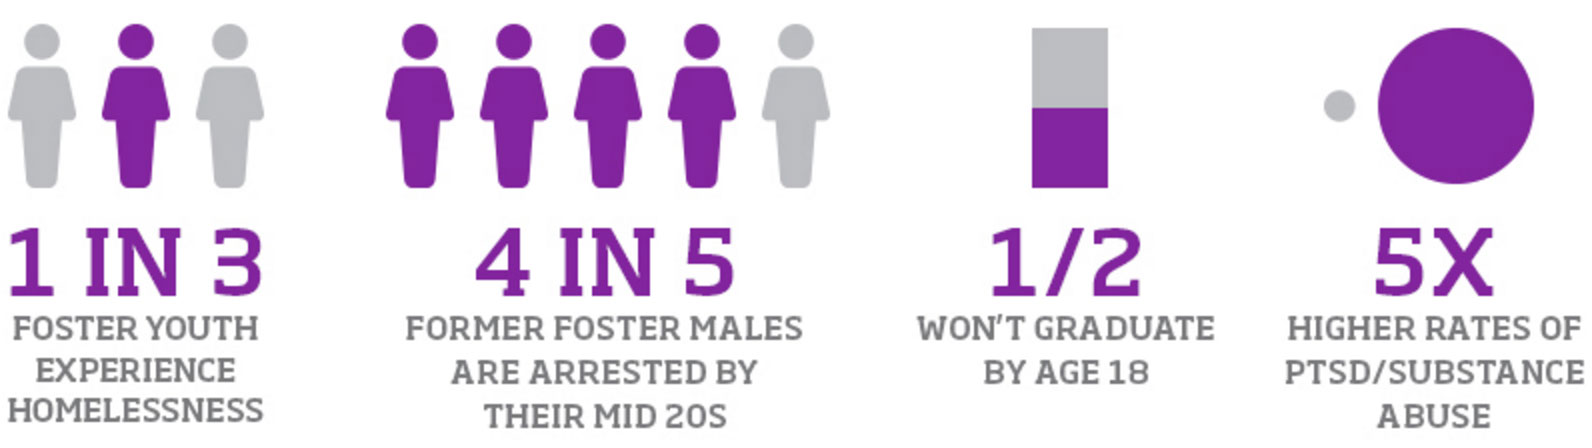 1 IN 3
FOSTER YOUTH
EXPERIENCE
HOMELESSNESS
4 IN 5
FORMER FOSTER MALES
ARE ARRESTED BY
THEIR MID 20S
1/2
WON'T GRADUATE
BY AGE 18
5X
HIGHER RATES OF
PTSD/SUBSTANCE
ABUSE